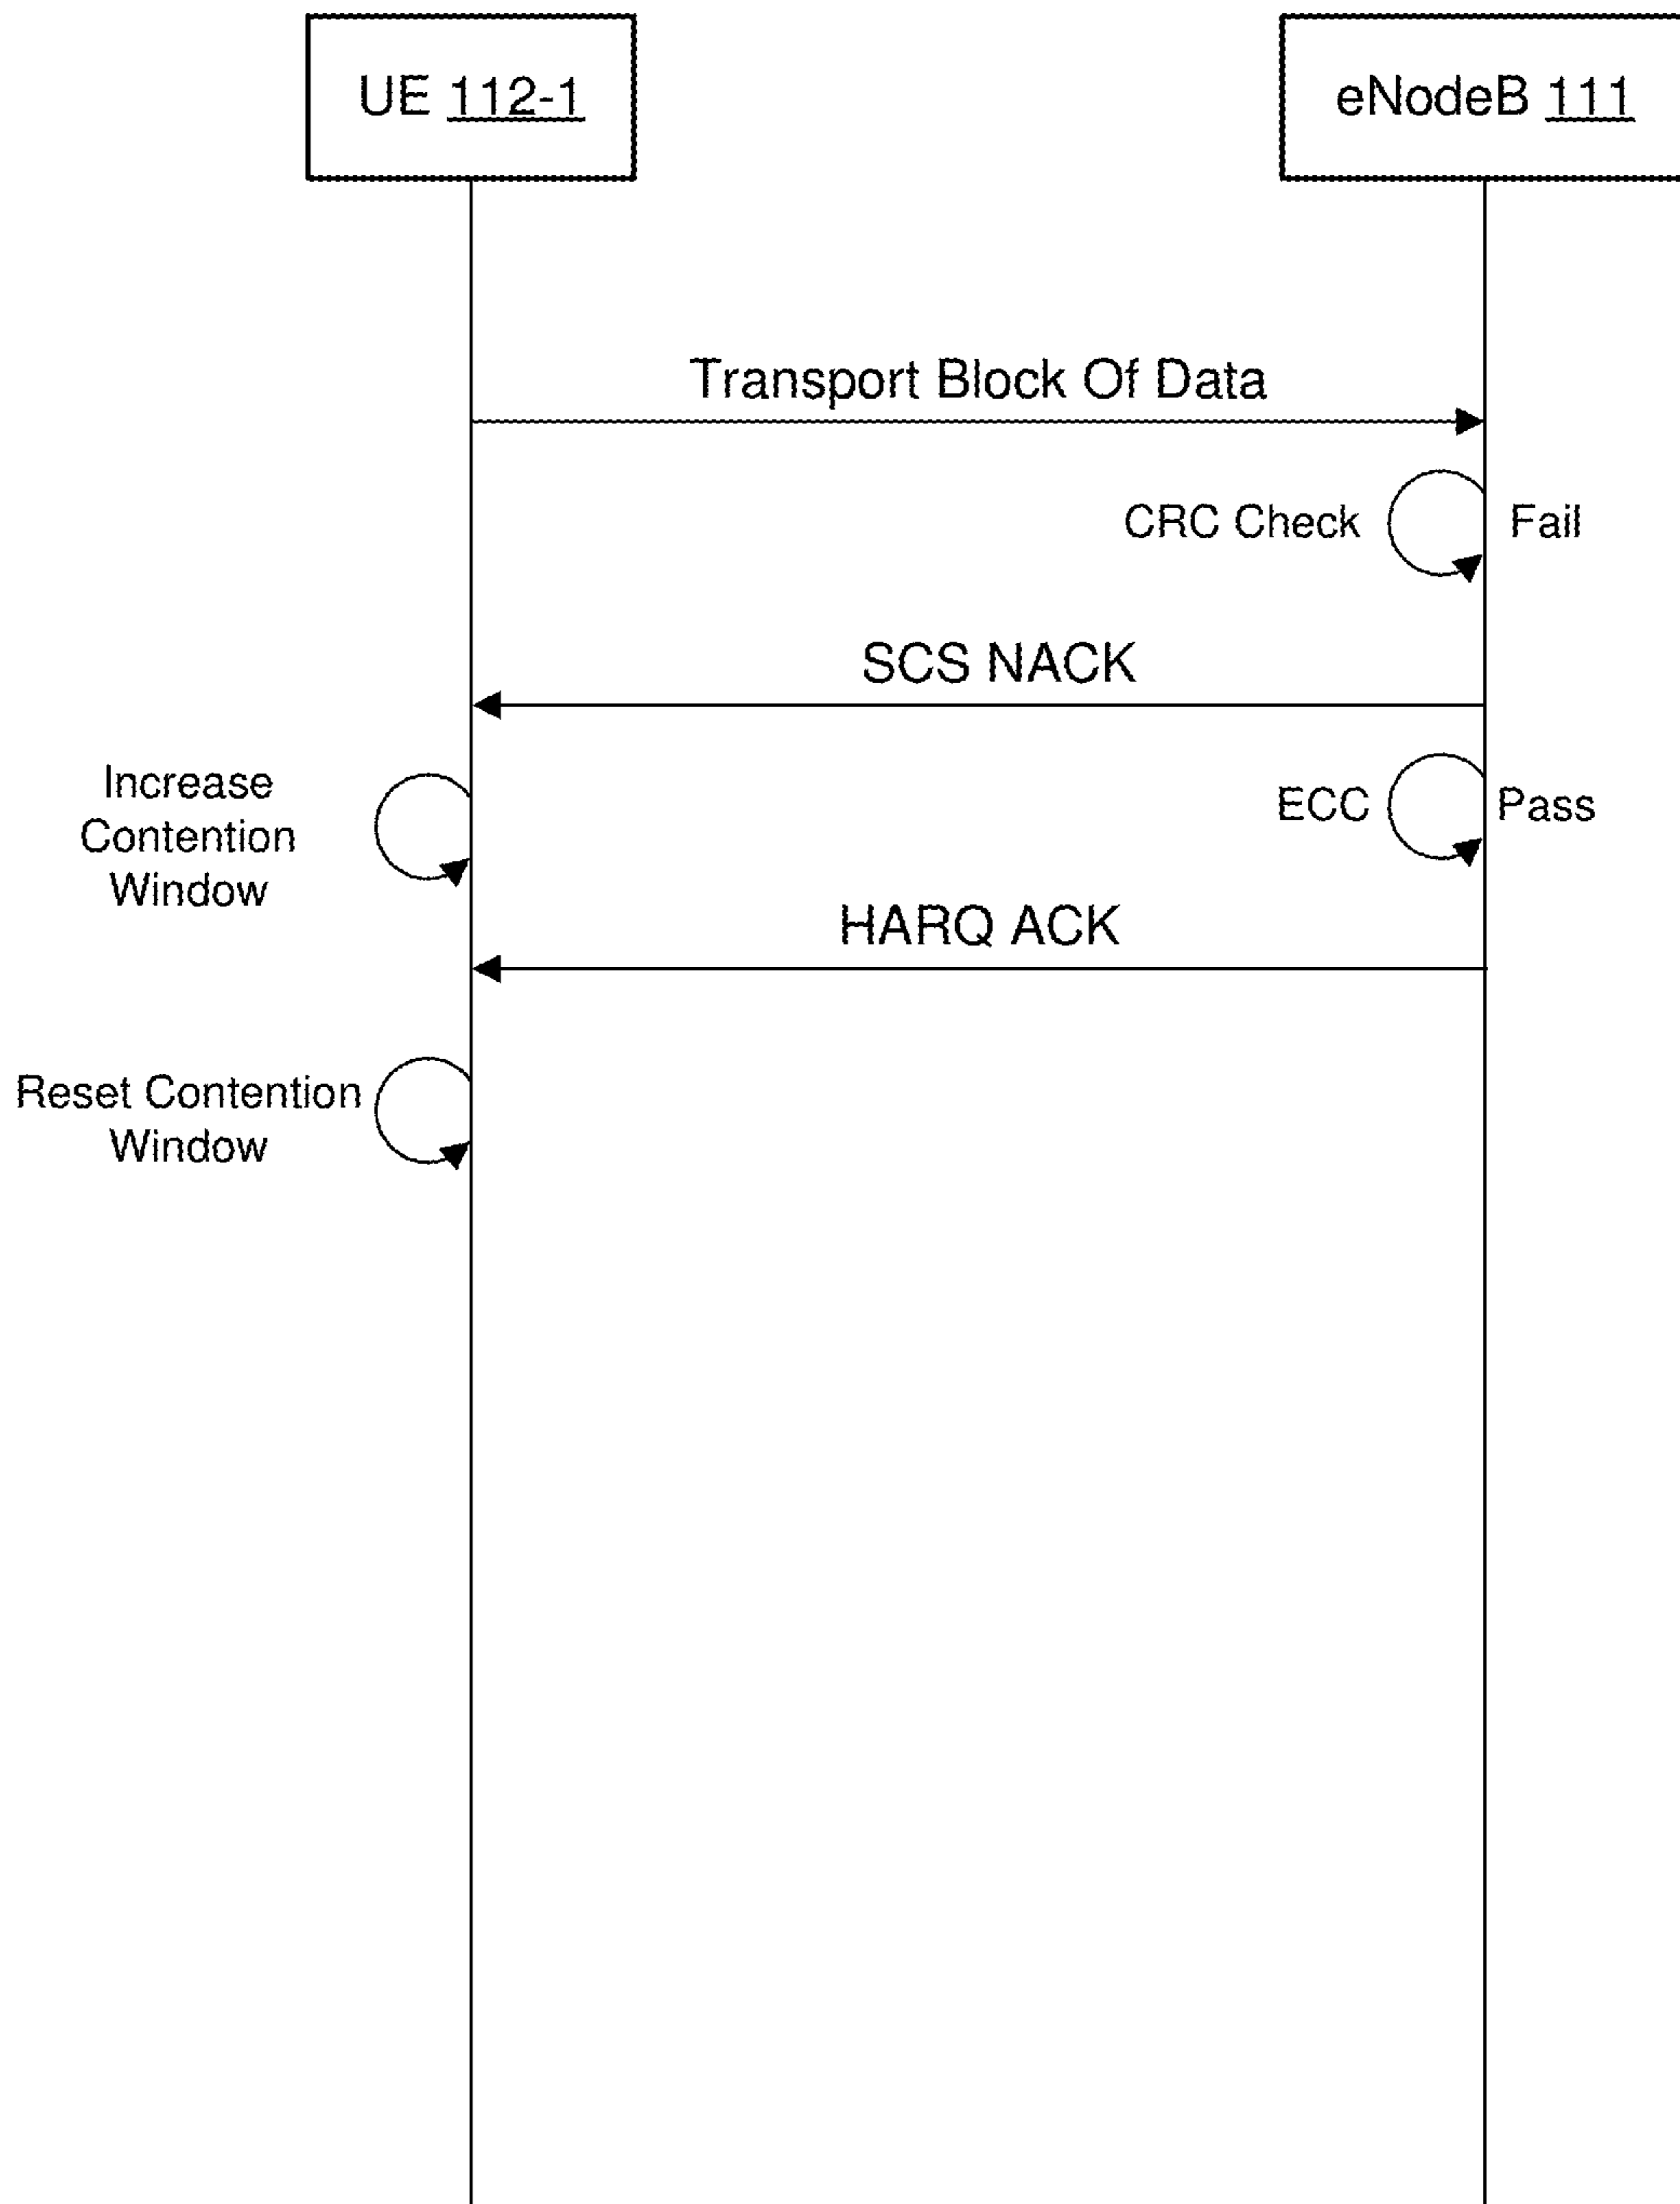 UE 112-1
eNodeB 111
Transport Block Of Data
CRC Check
Fail
SCS NACK
Increase
Contention
Window
ECC
Pass
HARQ ACK
Reset Contention
Window